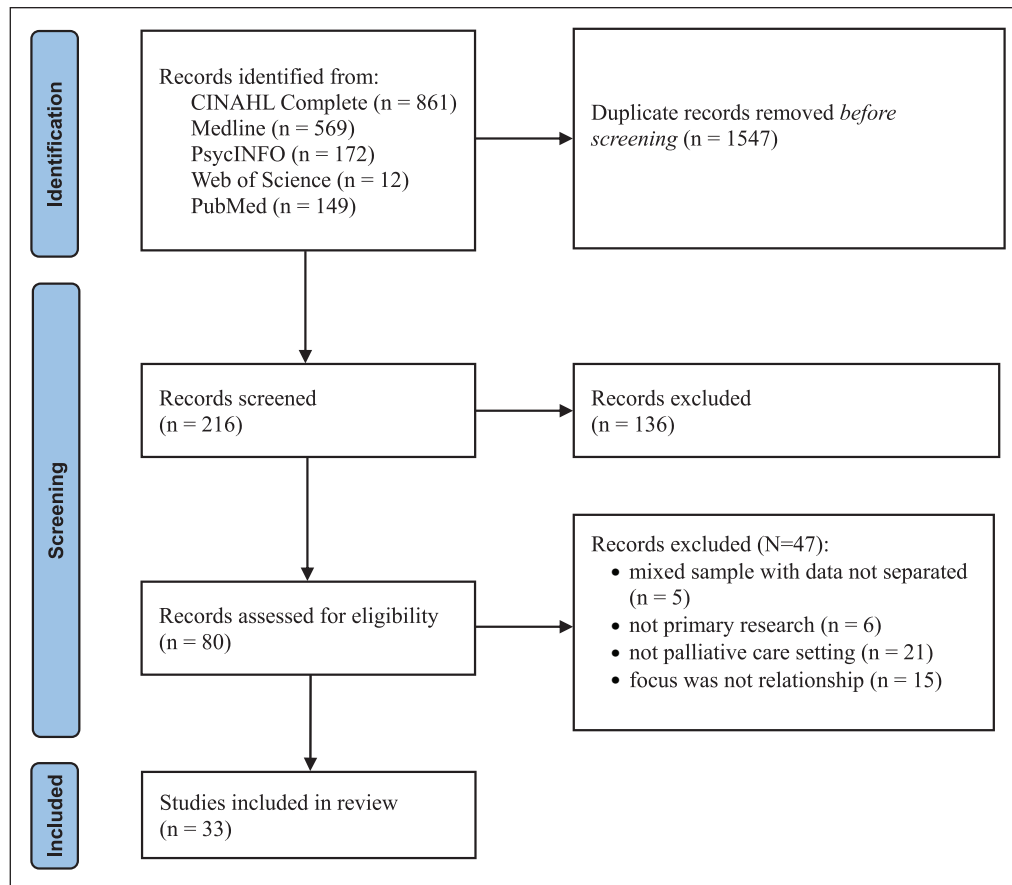 Identification
Records identified from:
CINAHL Complete (n = 861)
Medline (n = 569)
PsycINFO (n = 172)
Web of Science (n = 12)
PubMed (n = 149)
Duplicate records removed before
screening (n = 1547)
Screening
Records screened
(n = 216)
Records excluded
(n = 136)
Records assessed for eligibility
(n = 80)
Records excluded (N=47):
• mixed sample with data not separated
(n = 5)
• not primary research (n = 6)
• not palliative care setting (n = 21)
• focus was not relationship (n = 15)
Included
Studies included in review
(n = 33)